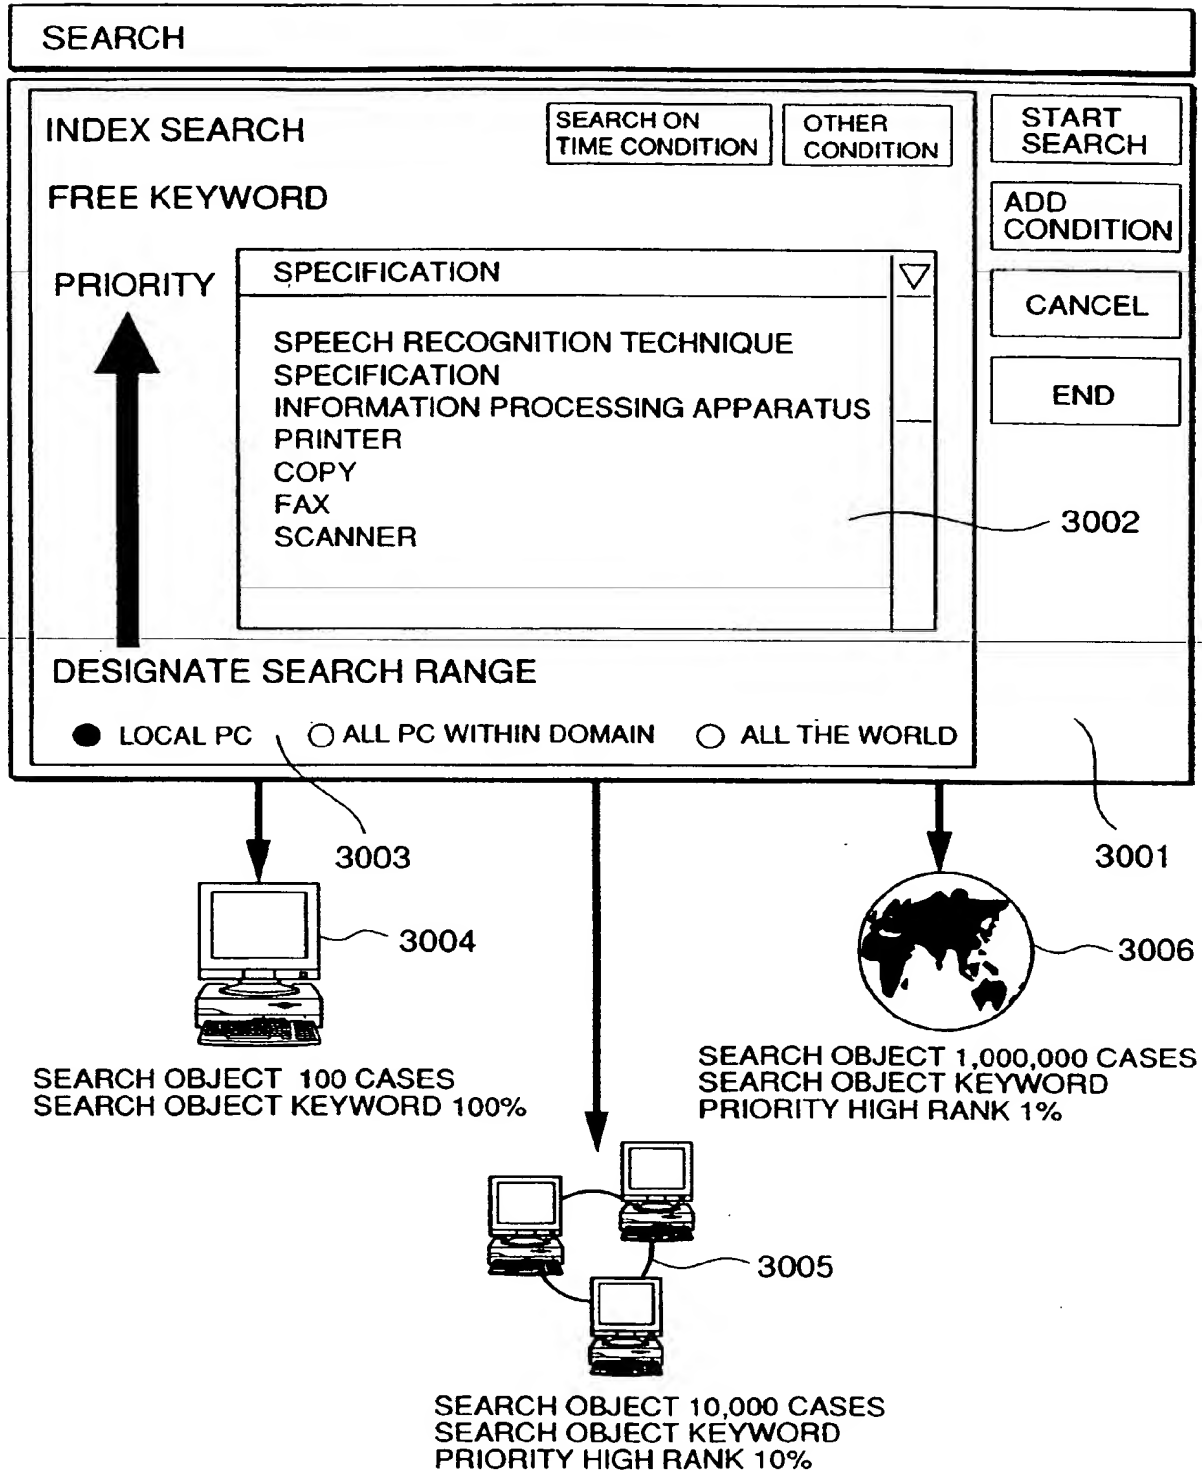 SEARCH
INDEX SEARCH
SEARCH ON
TIME CONDITION
OTHER
CONDITION
START
SEARCH
FREE KEYWORD
ADD
CONDITION
PRIORITY
SPECIFICATION
CANCEL
SPEECH RECOGNITION TECHNIQUE
SPECIFICATION
INFORMATION PROCESSING APPARATUS
PRINTER
COPY
FAX
SCANNER
END
3002
DESIGNATE SEARCH RANGE
LOCAL PC
ALL PC WITHIN DOMAIN
ALL THE WORLD
3003
3001
3004
3006
SEARCH OBJECT 100 CASES
SEARCH OBJECT KEYWORD 100%
SEARCH OBJECT 1,000,000 CASES
SEARCH OBJECT KEYWORD
PRIORITY HIGH RANK 1%
3005
SEARCH OBJECT 10,000 CASES
SEARCH OBJECT KEYWORD
PRIORITY HIGH RANK 10%